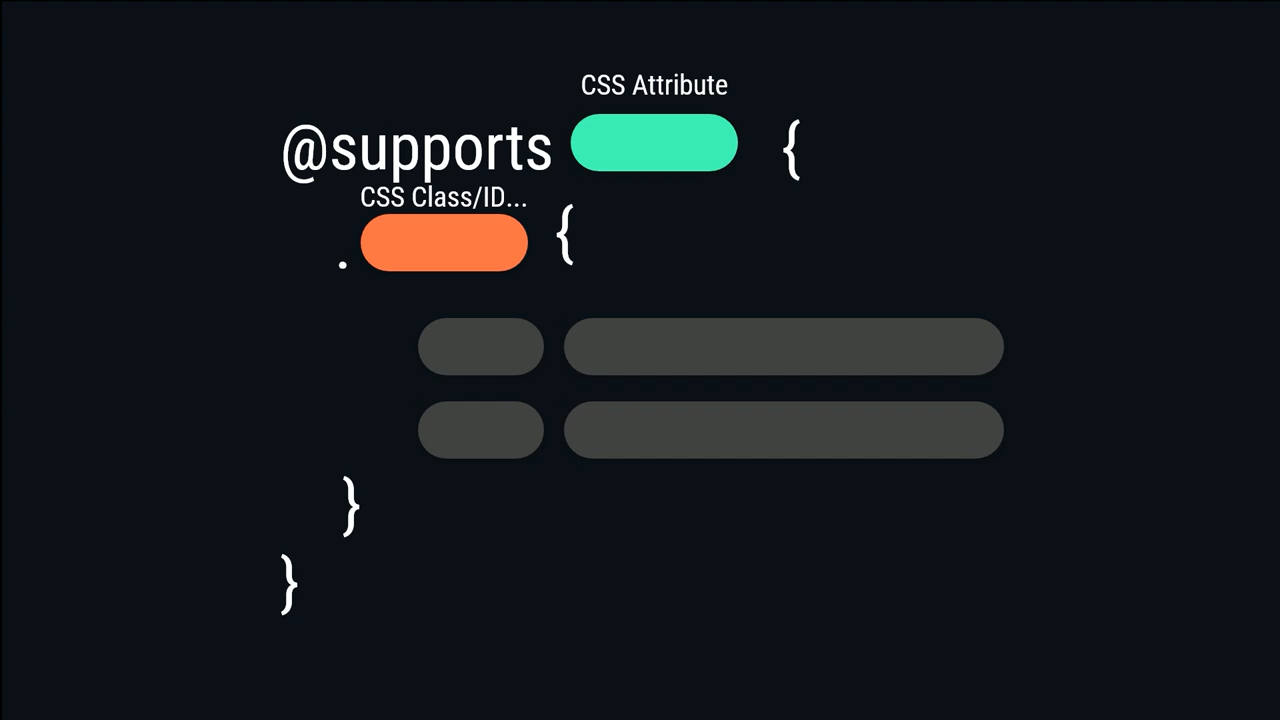 CSS Attribute
@supports {
CSS Class/ID...
. {
}
}